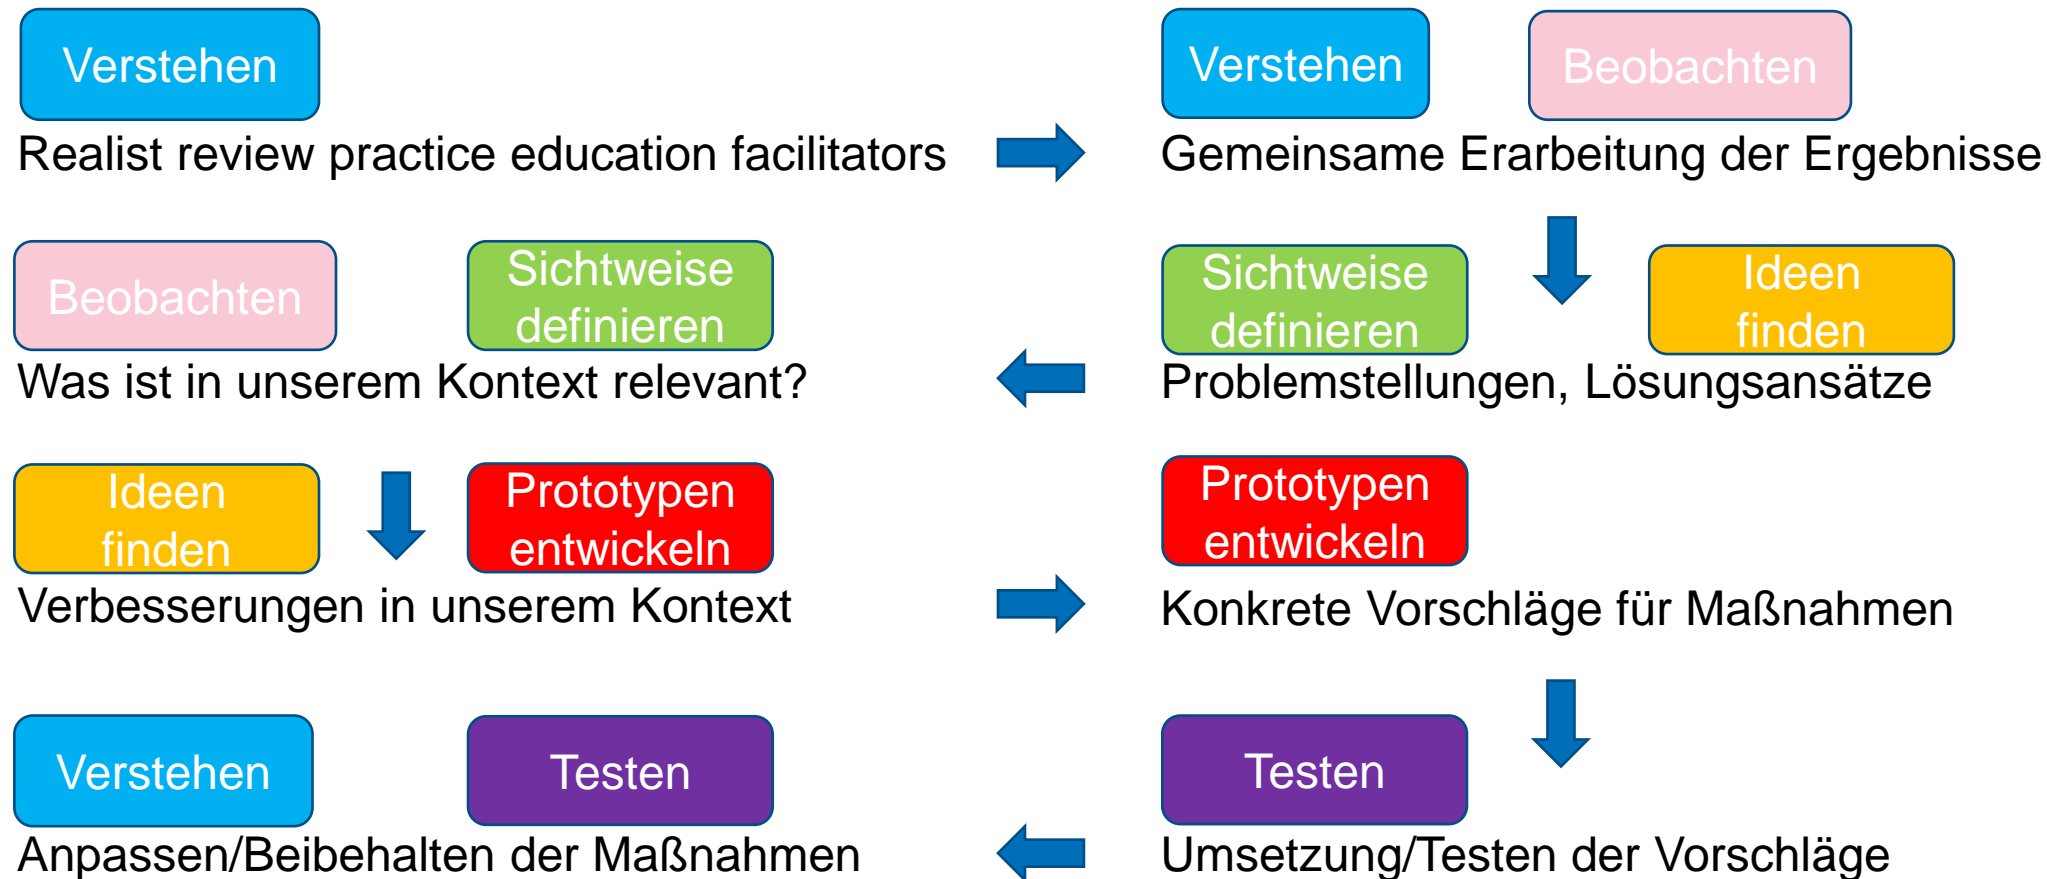 Verstehen
Verstehen
Beobachten
Realist review practice education facilitators
Gemeinsame Erarbeitung der Ergebnisse
Beobachten
Sichtweise
definieren
Sichtweise
definieren
Ideen
finden
Was ist in unserem Kontext relevant?
Problemstellungen, Lösungsansätze
Ideen
finden
Prototypen
entwickeln
Prototypen
entwickeln
Verbesserungen in unserem Kontext
Konkrete Vorschläge für Maßnahmen
Verstehen
Testen
Testen
Anpassen/Beibehalten der Maßnahmen
Umsetzung/Testen der Vorschläge